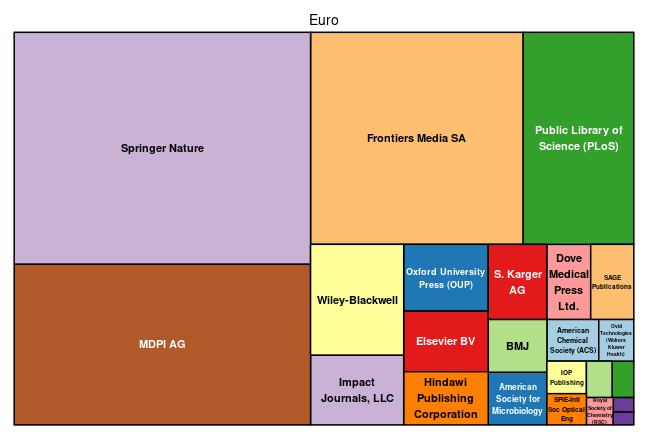 Euro
Springer Nature
MDPI AG
Frontiers Media SA
Public Library of
Science (PLoS)
Wiley-Blackwell
Impact
Journals, LLC
Oxford University
Press (OUP)
Elsevier BV
Hindawi
Publishing
Corporation
S. Karger
AG
BMJ
American
Society for
Microbiology
Dove
Medical
Press
Ltd.
SAGE
Publications
American
Chemical
Society (ACS)
Ovid
Technologies
(Wolters
Kluwer
Health)
IOP
Publishing
SPIE-Intl
Soc Optical
Eng
Royal
Society of
Chemistry
(RSC)